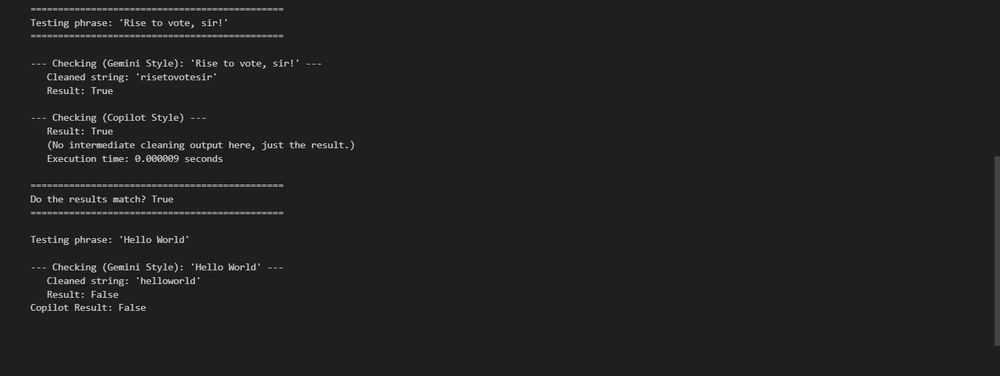 ==============================================
Testing phrase: 'Rise to vote, sir!'
==============================================
--- Checking (Gemini Style): 'Rise to vote, sir!' ---
Cleaned string: 'risetovotesir'
Result: True
--- Checking (Copilot Style) ---
Result: True
(No intermediate cleaning output here, just the result.)
Execution time: 0.000009 seconds
==============================================
Do the results match? True
==============================================
Testing phrase: 'Hello World'
--- Checking (Gemini Style): 'Hello World' ---
Cleaned string: 'helloworld'
Result: False
Copilot Result: False